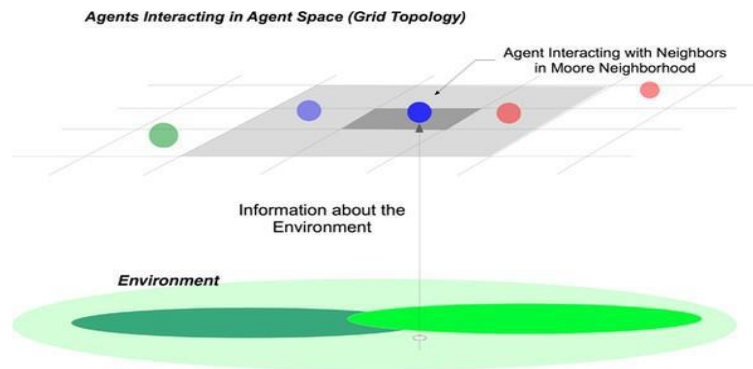 Agents Interacting in Agent Space (Grid Topology)
Agent Interacting with Neighbors
in Moore Neighborhood
Information about the
Environment
Environment